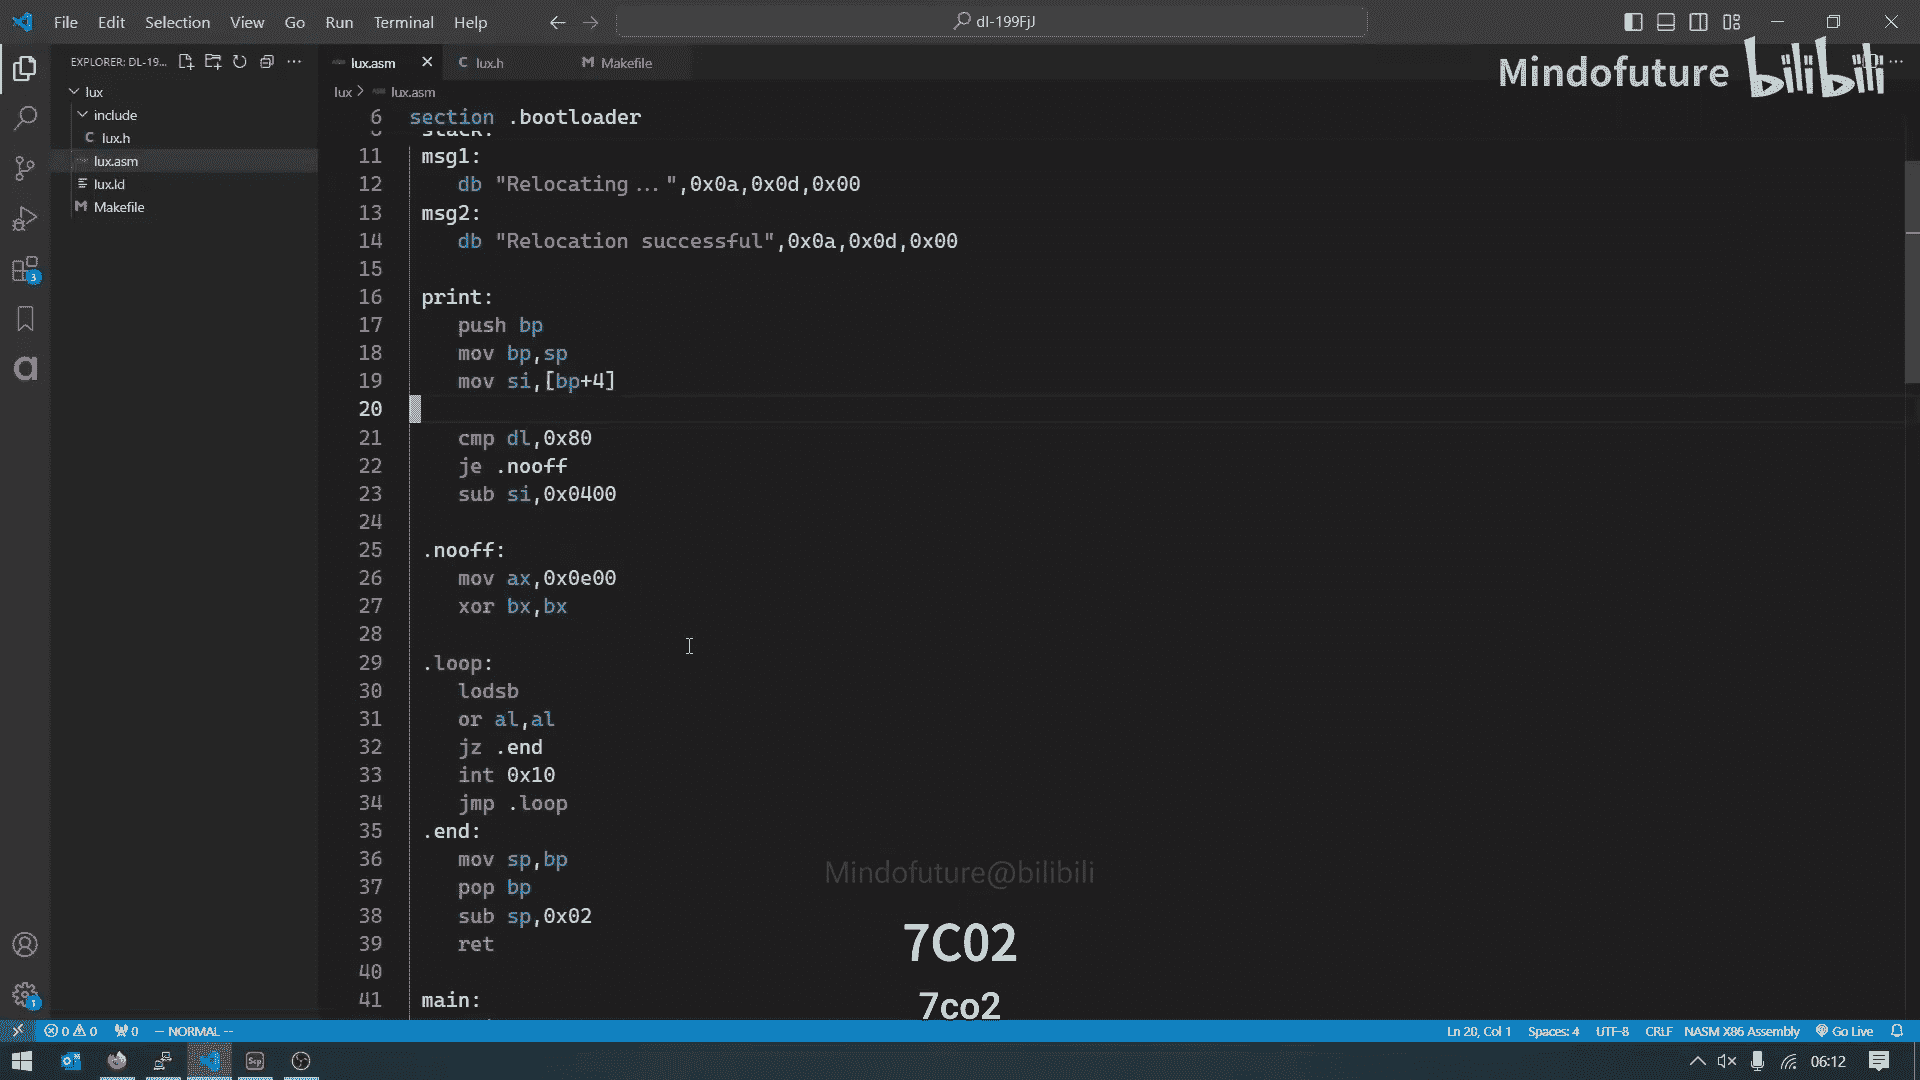 File Edit Selection View Go Run Terminal Help
dl-199FjJ
EXPLORER: DL-19...
lux.asm
lux.h
Makefile
Mindofuture bilibili
lux
include
lux.h
lux.asm
lux.ld
Makefile
lux > lux.asm
6 section .bootloader
11 msg1:
12 db "Relocating...",0x0a,0x0d,0x00
13 msg2:
14 db "Relocation successful",0x0a,0x0d,0x00
15
16 print:
17 push bp
18 mov bp,sp
19 mov si,[bp+4]
20
21 cmp dl,0x80
22 je .nooff
23 sub si,0x0400
24
25 .nooff:
26 mov ax,0x0e00
27 xor bx,bx
28
29 .loop:
30 lodsb
31 or al,al
32 jz .end
33 int 0x10
34 jmp .loop
35 .end:
36 mov sp,bp
37 pop bp
38 sub sp,0x02
39 ret
40
41 main:
Mindofuture@bilibili
7C02
7co2
3
1
0 0 0 -- NORMAL --
Ln 20, Col 1 Spaces: 4 UTF-8 CRLF NASM X86 Assembly Go Live
06:12